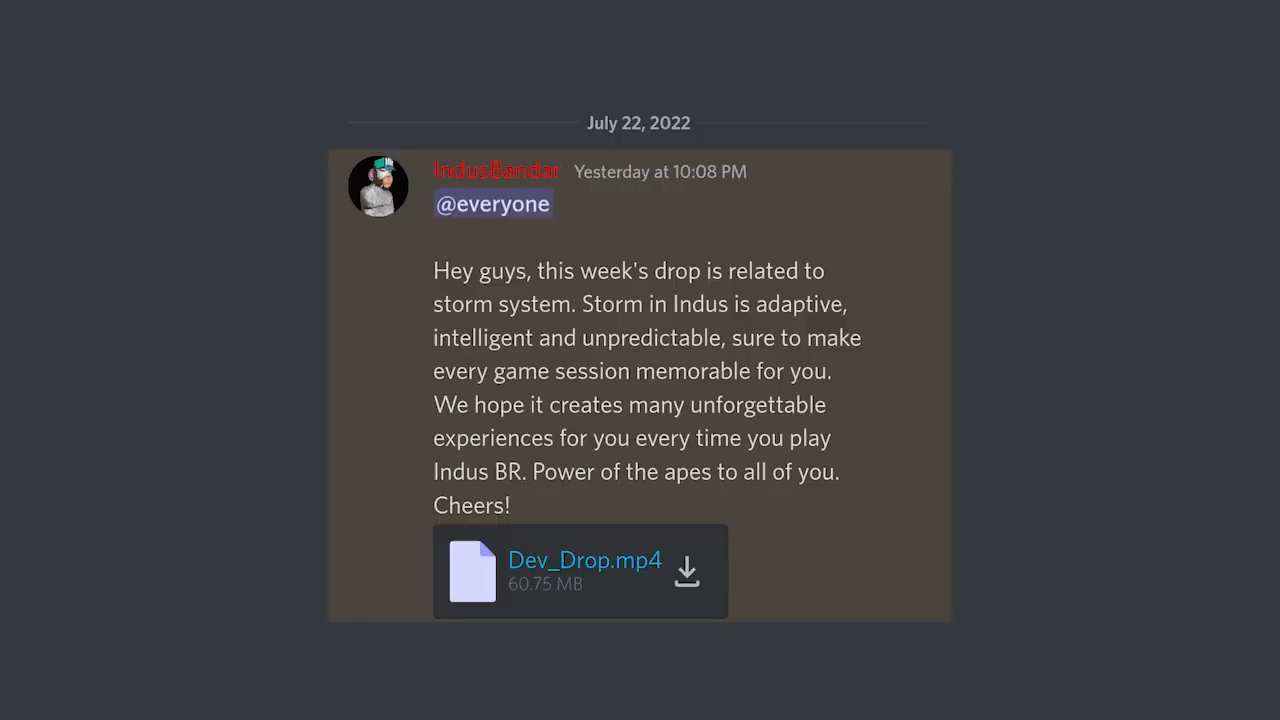 July 22, 2022
IndusBandar Yesterday at 10:08 PM
@everyone
Hey guys, this week's drop is related to
storm system. Storm in Indus is adaptive,
intelligent and unpredictable, sure to make
every game session memorable for you.
We hope it creates many unforgettable
experiences for you every time you play
Indus BR. Power of the apes to all of you.
Cheers!
Dev_Drop.mp4
60.75 MB